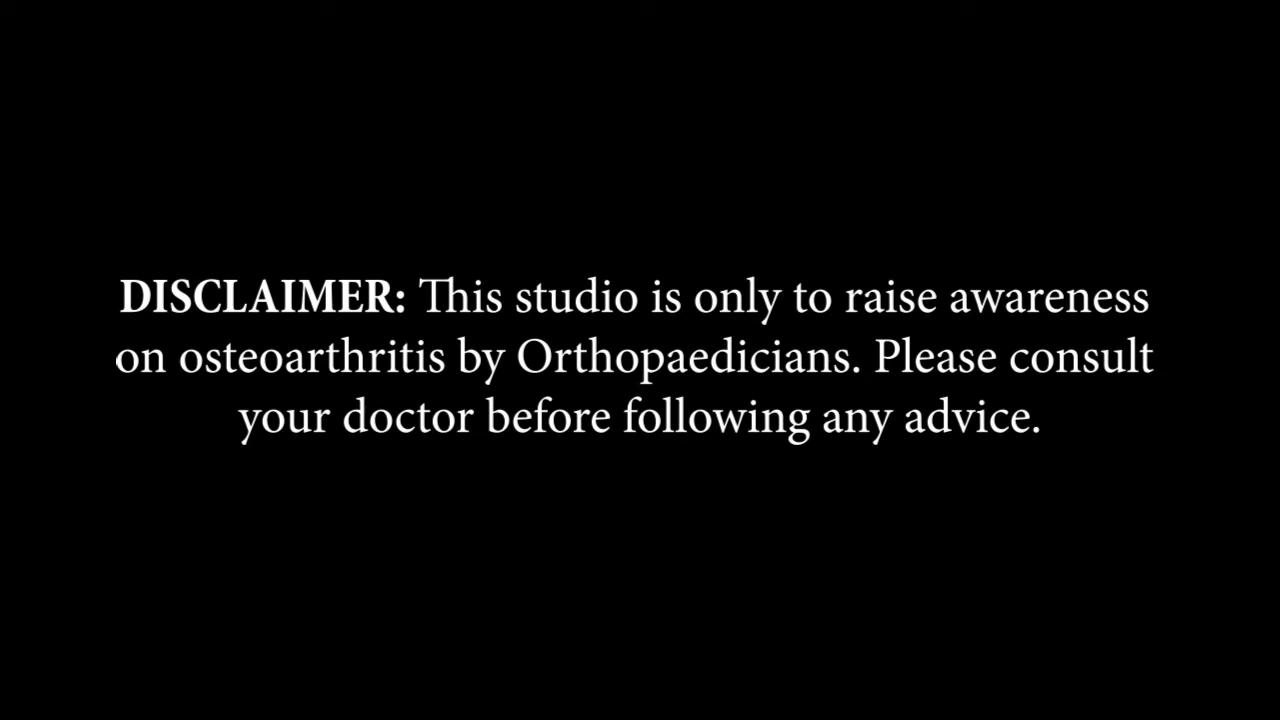 DISCLAIMER: This studio is only to raise awareness
on osteoarthritis by Orthopaedicians. Please consult
your doctor before following any advice.